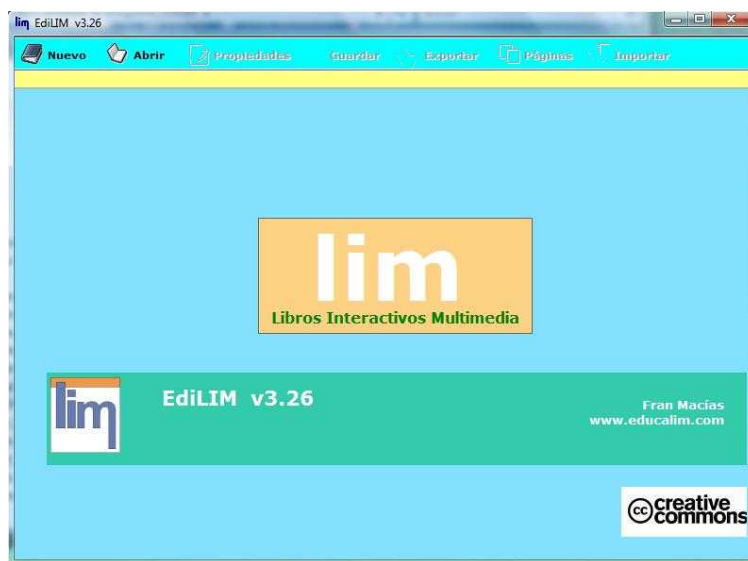 lim EdiLIM v3.26
Nuevo Abrir Propiedades Guardar Exportar Páginas Importar
lim
Libros Interactivos Multimedia
lim
EdiLIM v3.26
Fran Macías
www.educalim.com
cc creative
commons